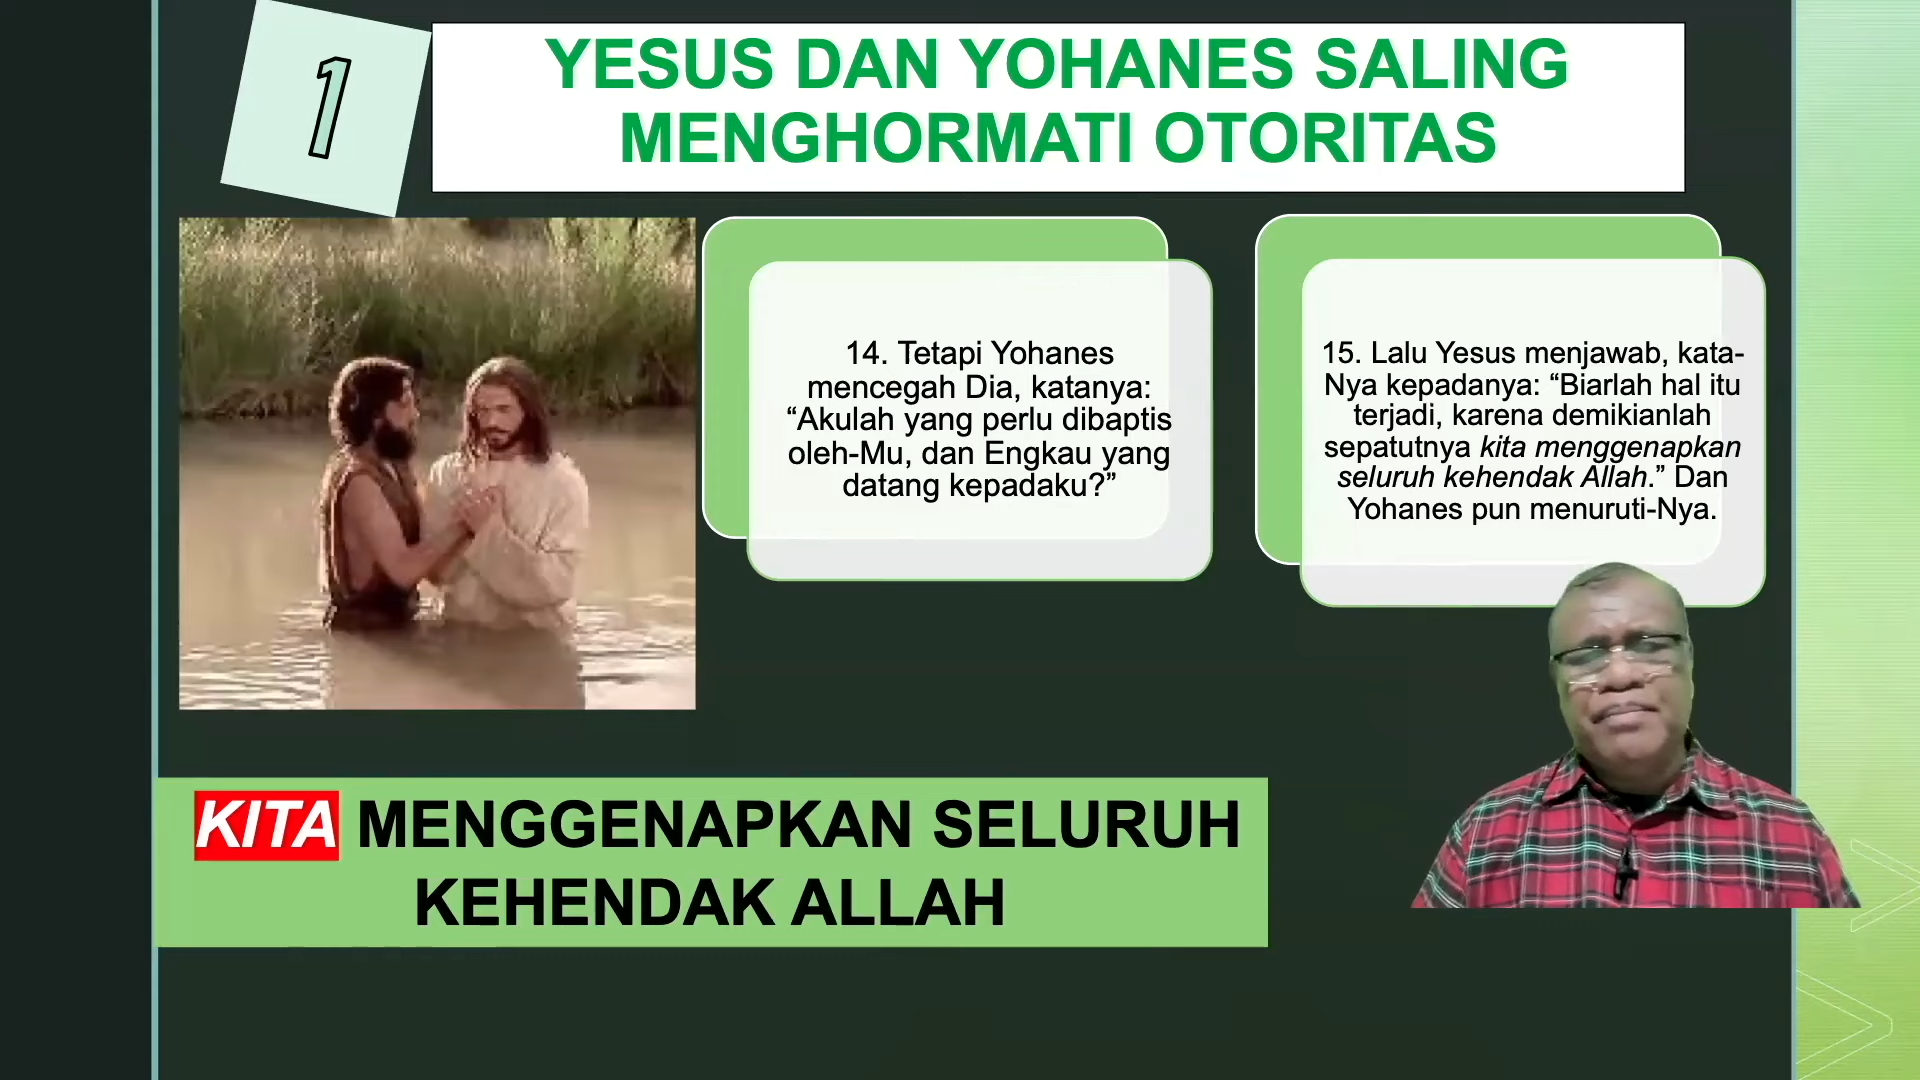 1
YESUS DAN YOHANES SALING
MENGHORMATI OTORITAS
14. Tetapi Yohanes
mencegah Dia, katanya:
“Akulah yang perlu dibaptis
oleh-Mu, dan Engkau yang
datang kepadaku?”
15. Lalu Yesus menjawab, kata-
Nya kepadanya: “Biarlah hal itu
terjadi, karena demikianlah
sepatutnya kita menggenapkan
seluruh kehendak Allah.” Dan
Yohanes pun menuruti-Nya.
KITA MENGGENAPKAN SELURUH
KEHENDAK ALLAH